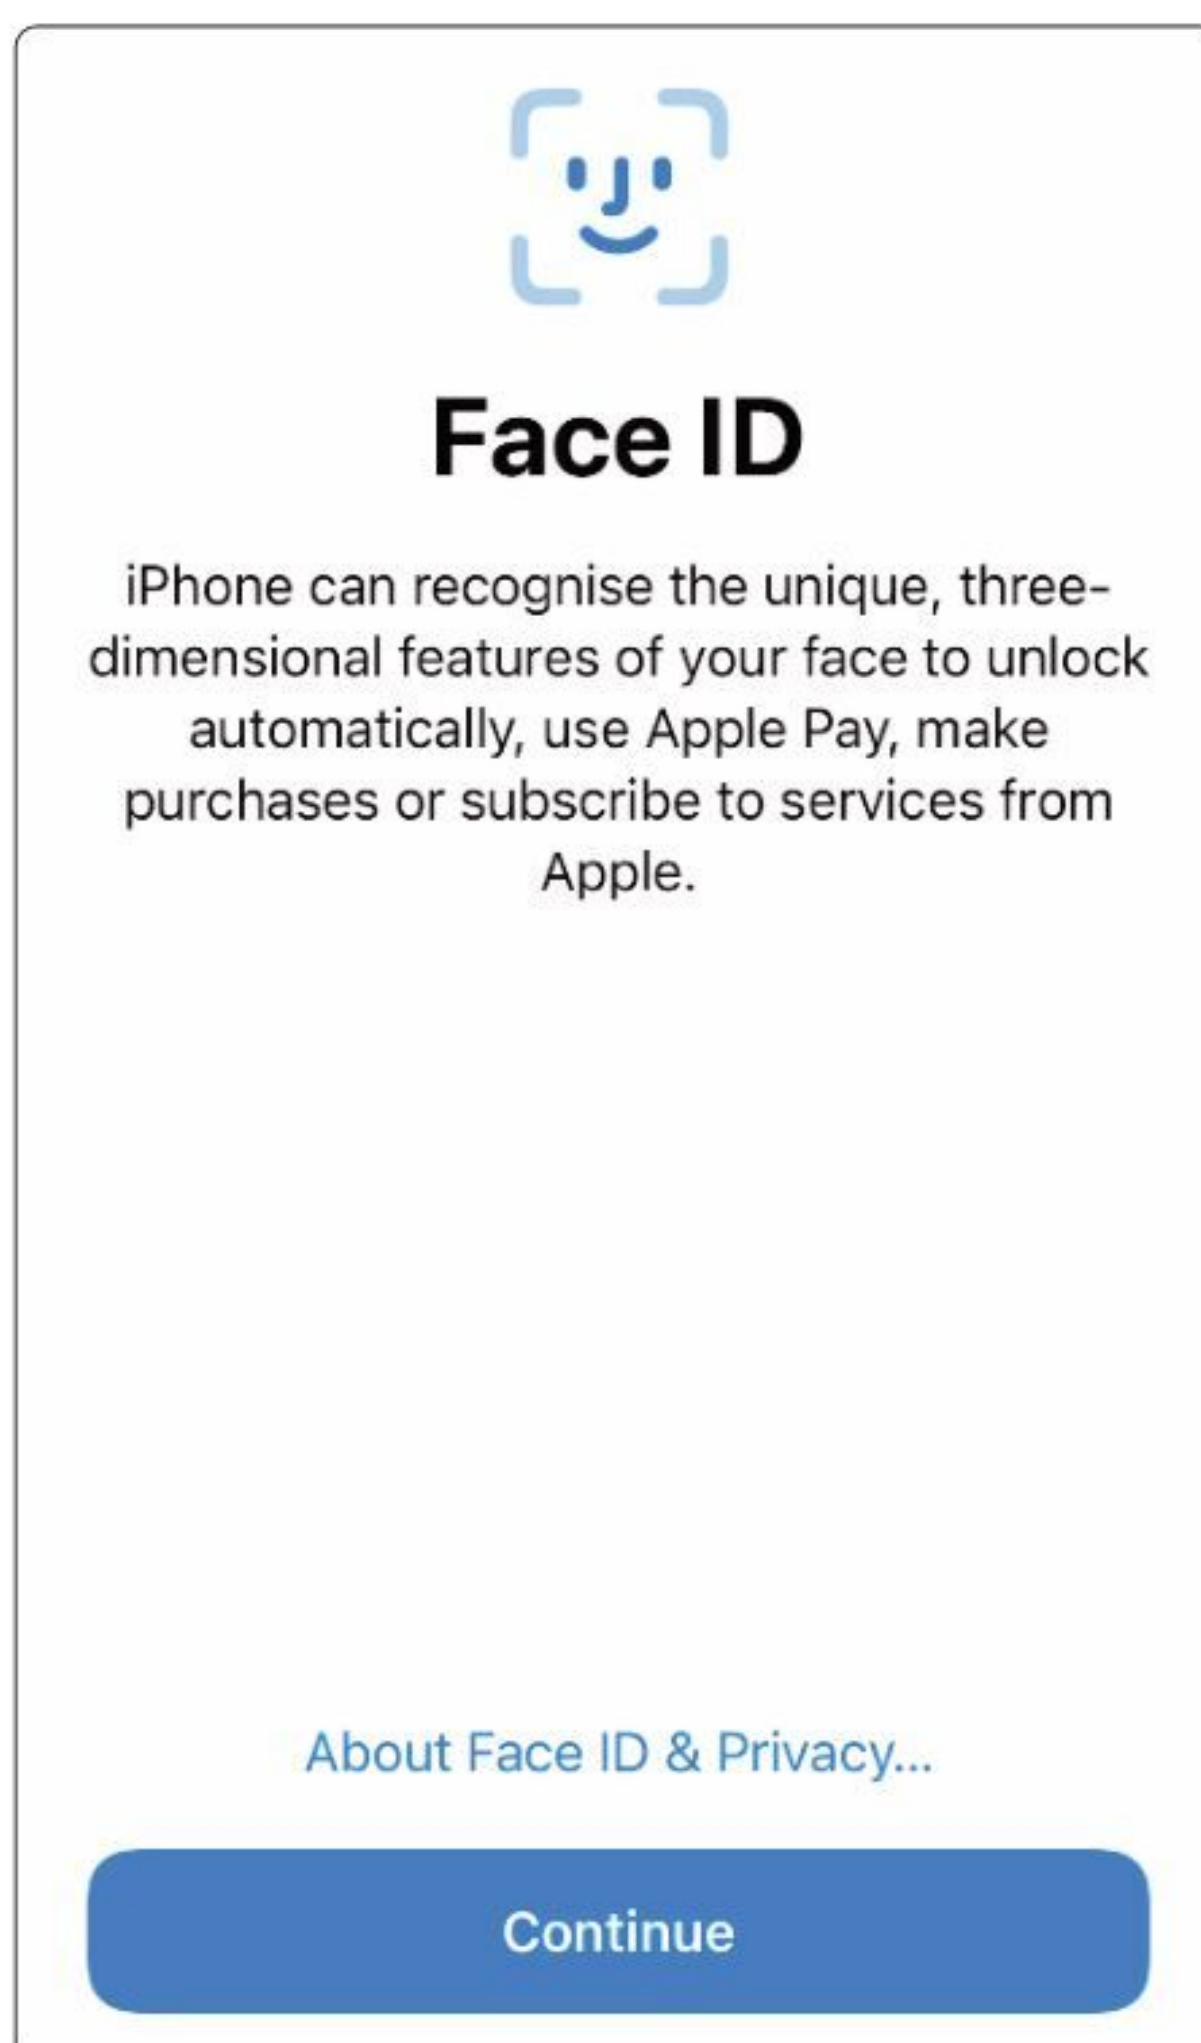 Face ID
iPhone can recognise the unique, three-
dimensional features of your face to unlock
automatically, use Apple Pay, make
purchases or subscribe to services from
Apple.
About Face ID & Privacy...
Continue